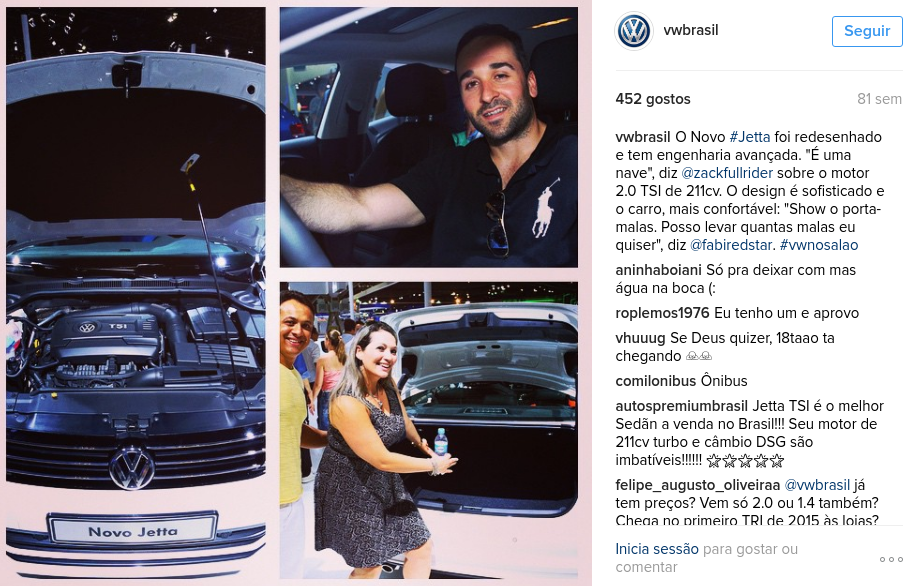 TSI
Novo Jetta
vwbrasil
Seguir
452 gostos
81 sem
vwbrasil O Novo #Jetta foi redesenhado
e tem engenharia avançada. "É uma
nave", diz @zackfullrider sobre o motor
2.0 TSI de 211cv. O design é sofisticado e
o carro, mais confortável: "Show o porta-
malas. Posso levar quantas malas eu
quiser", diz @fabiredstar. #vwnosalao
aninhaboiani Só pra deixar com mas
água na boca (:
roplemos1976 Eu tenho um e aprovo
vhuuug Se Deus quizer, 18taao ta
chegando 🙏🙏
comilonibus Ônibus
autospremiumbrasil Jetta TSI é o melhor
Sedãn a venda no Brasil!!! Seu motor de
211cv turbo e câmbio DSG são
imbatíveis!!!!!! ⭐⭐⭐⭐⭐
felipe_augusto_oliveiraa @vwbrasil já
tem preços? Vem só 2.0 ou 1.4 também?
Chega no primeiro TRI de 2015 às lojas?
Inicia sessão para gostar ou
comentar